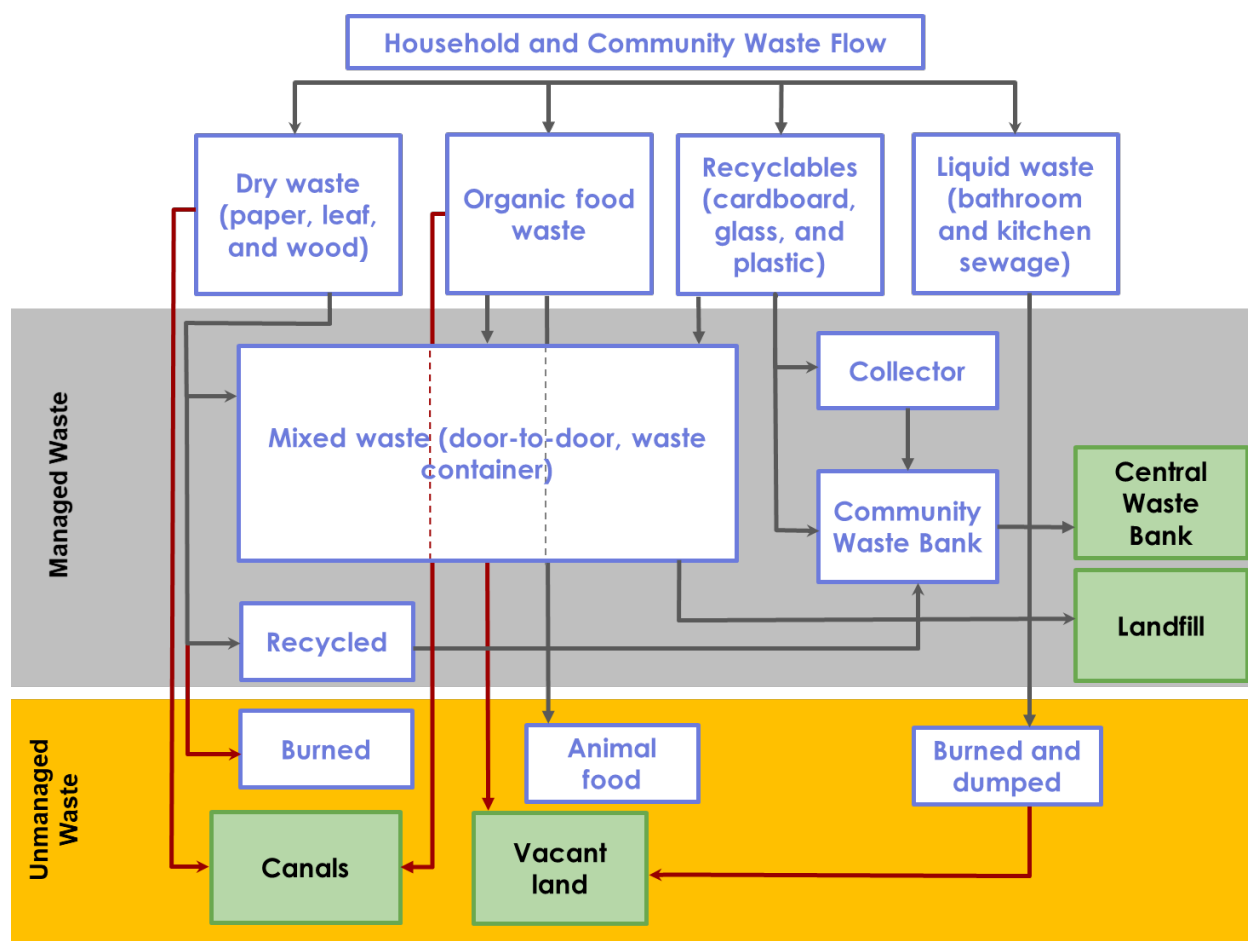 Household and Community Waste Flow
Dry waste
(paper, leaf,
and wood)
Organic food
waste
Recyclables
(cardboard,
glass, and
plastic)
Liquid waste
(bathroom
and kitchen
sewage)
Managed Waste
Mixed waste (door-to-door, waste
container)
Collector
Community
Waste Bank
Central
Waste
Bank
Landfill
Recycled
Unmanaged
Waste
Burned
Animal
food
Burned and
dumped
Canals
Vacant
land